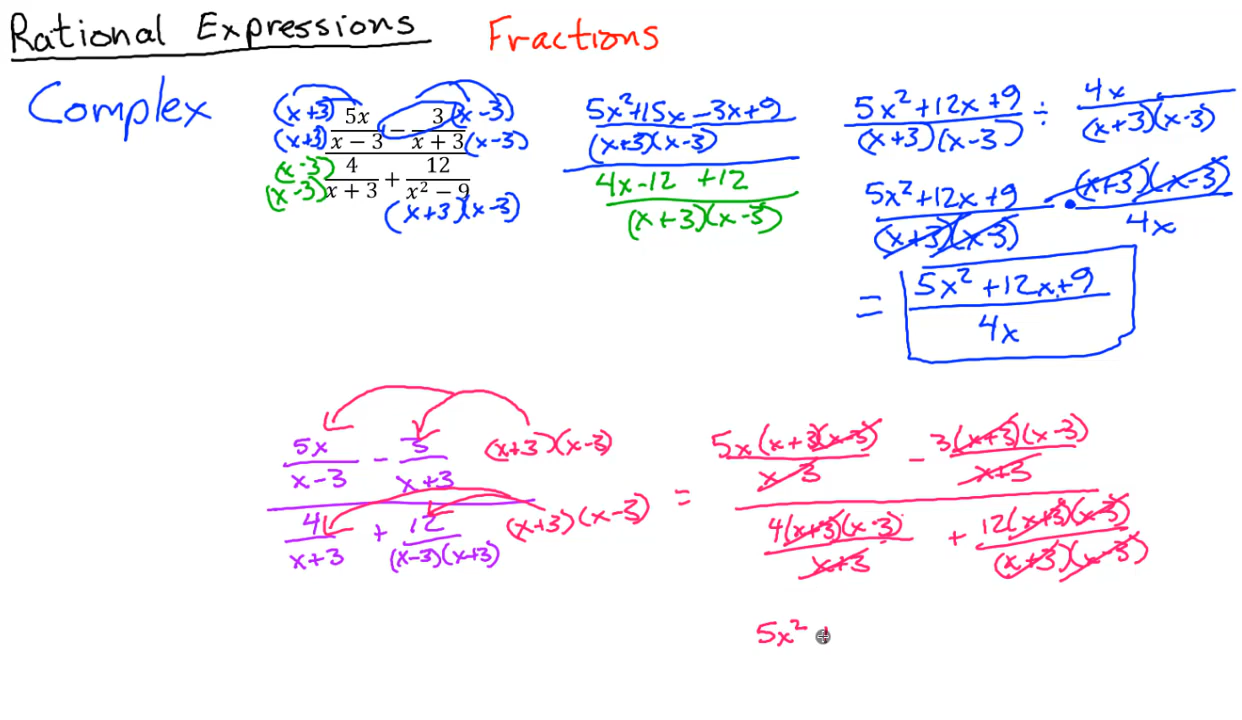 Rational Expressions Fractions
Complex
(x+3) 5x / (x+3) x − 3 − 3 (x−3) / x + 3 (x−3)
(x−3) 4 / (x−3) x + 3 + 12 / x² − 9
(x+3)(x−3)
5x²+15x −3x+9 / (x+3)(x−3)
4x−12 +12 / (x+3)(x−3)
5x²+12x+9 / (x+3)(x−3) ÷ 4x / (x+3)(x−3)
5x²+12x+9 / (x+3)(x−3) • (x+3)(x−3) / 4x
= 5x²+12x+9 / 4x
5x / x−3 − 3 / x+3 (x+3)(x−3)
4 / x+3 + 12 / (x−3)(x+3) (x+3)(x−3)
= 5x(x+3)(x−3) / x−3 − 3(x+3)(x−3) / x+3
4(x+3)(x−3) / x+3 + 12(x+3)(x−3) / (x+3)(x−3)
5x²